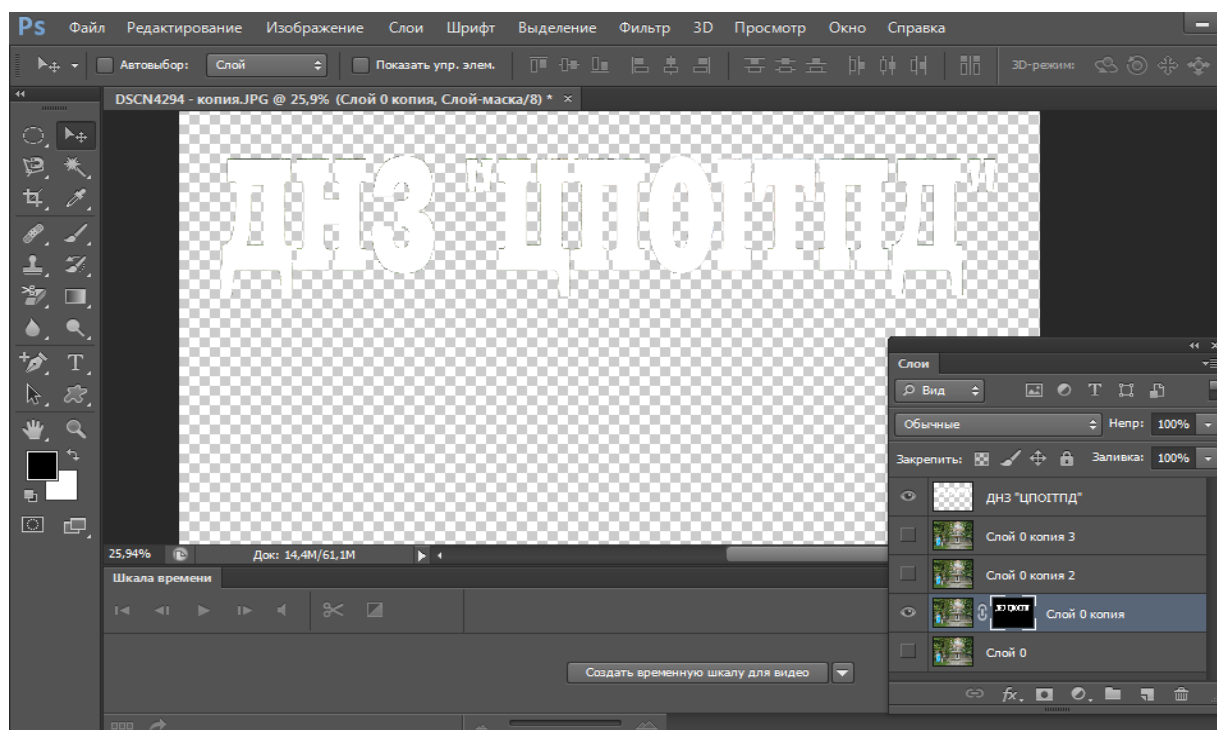 Ps Файл Редактирование Изображение Слои Шрифт Выделение Фильтр 3D Просмотр Окно Справка
Автовыбор: Слой Показать упр. элем. 3D-режим:
DSCN4294 - копия.JPG @ 25,9% (Слой 0 копия, Слой-маска/8) * ×
ДНЗ "ЦПОІТПД"
Слои
Вид
Обычные Непр: 100%
Закрепить: Заливка: 100%
ДНЗ "ЦПОІТПД"
Слой 0 копия 3
Слой 0 копия 2
Слой 0 копия
Слой 0
fx
25,94% Док: 14,4M/61,1M
Шкала времени
Создать временную шкалу для видео